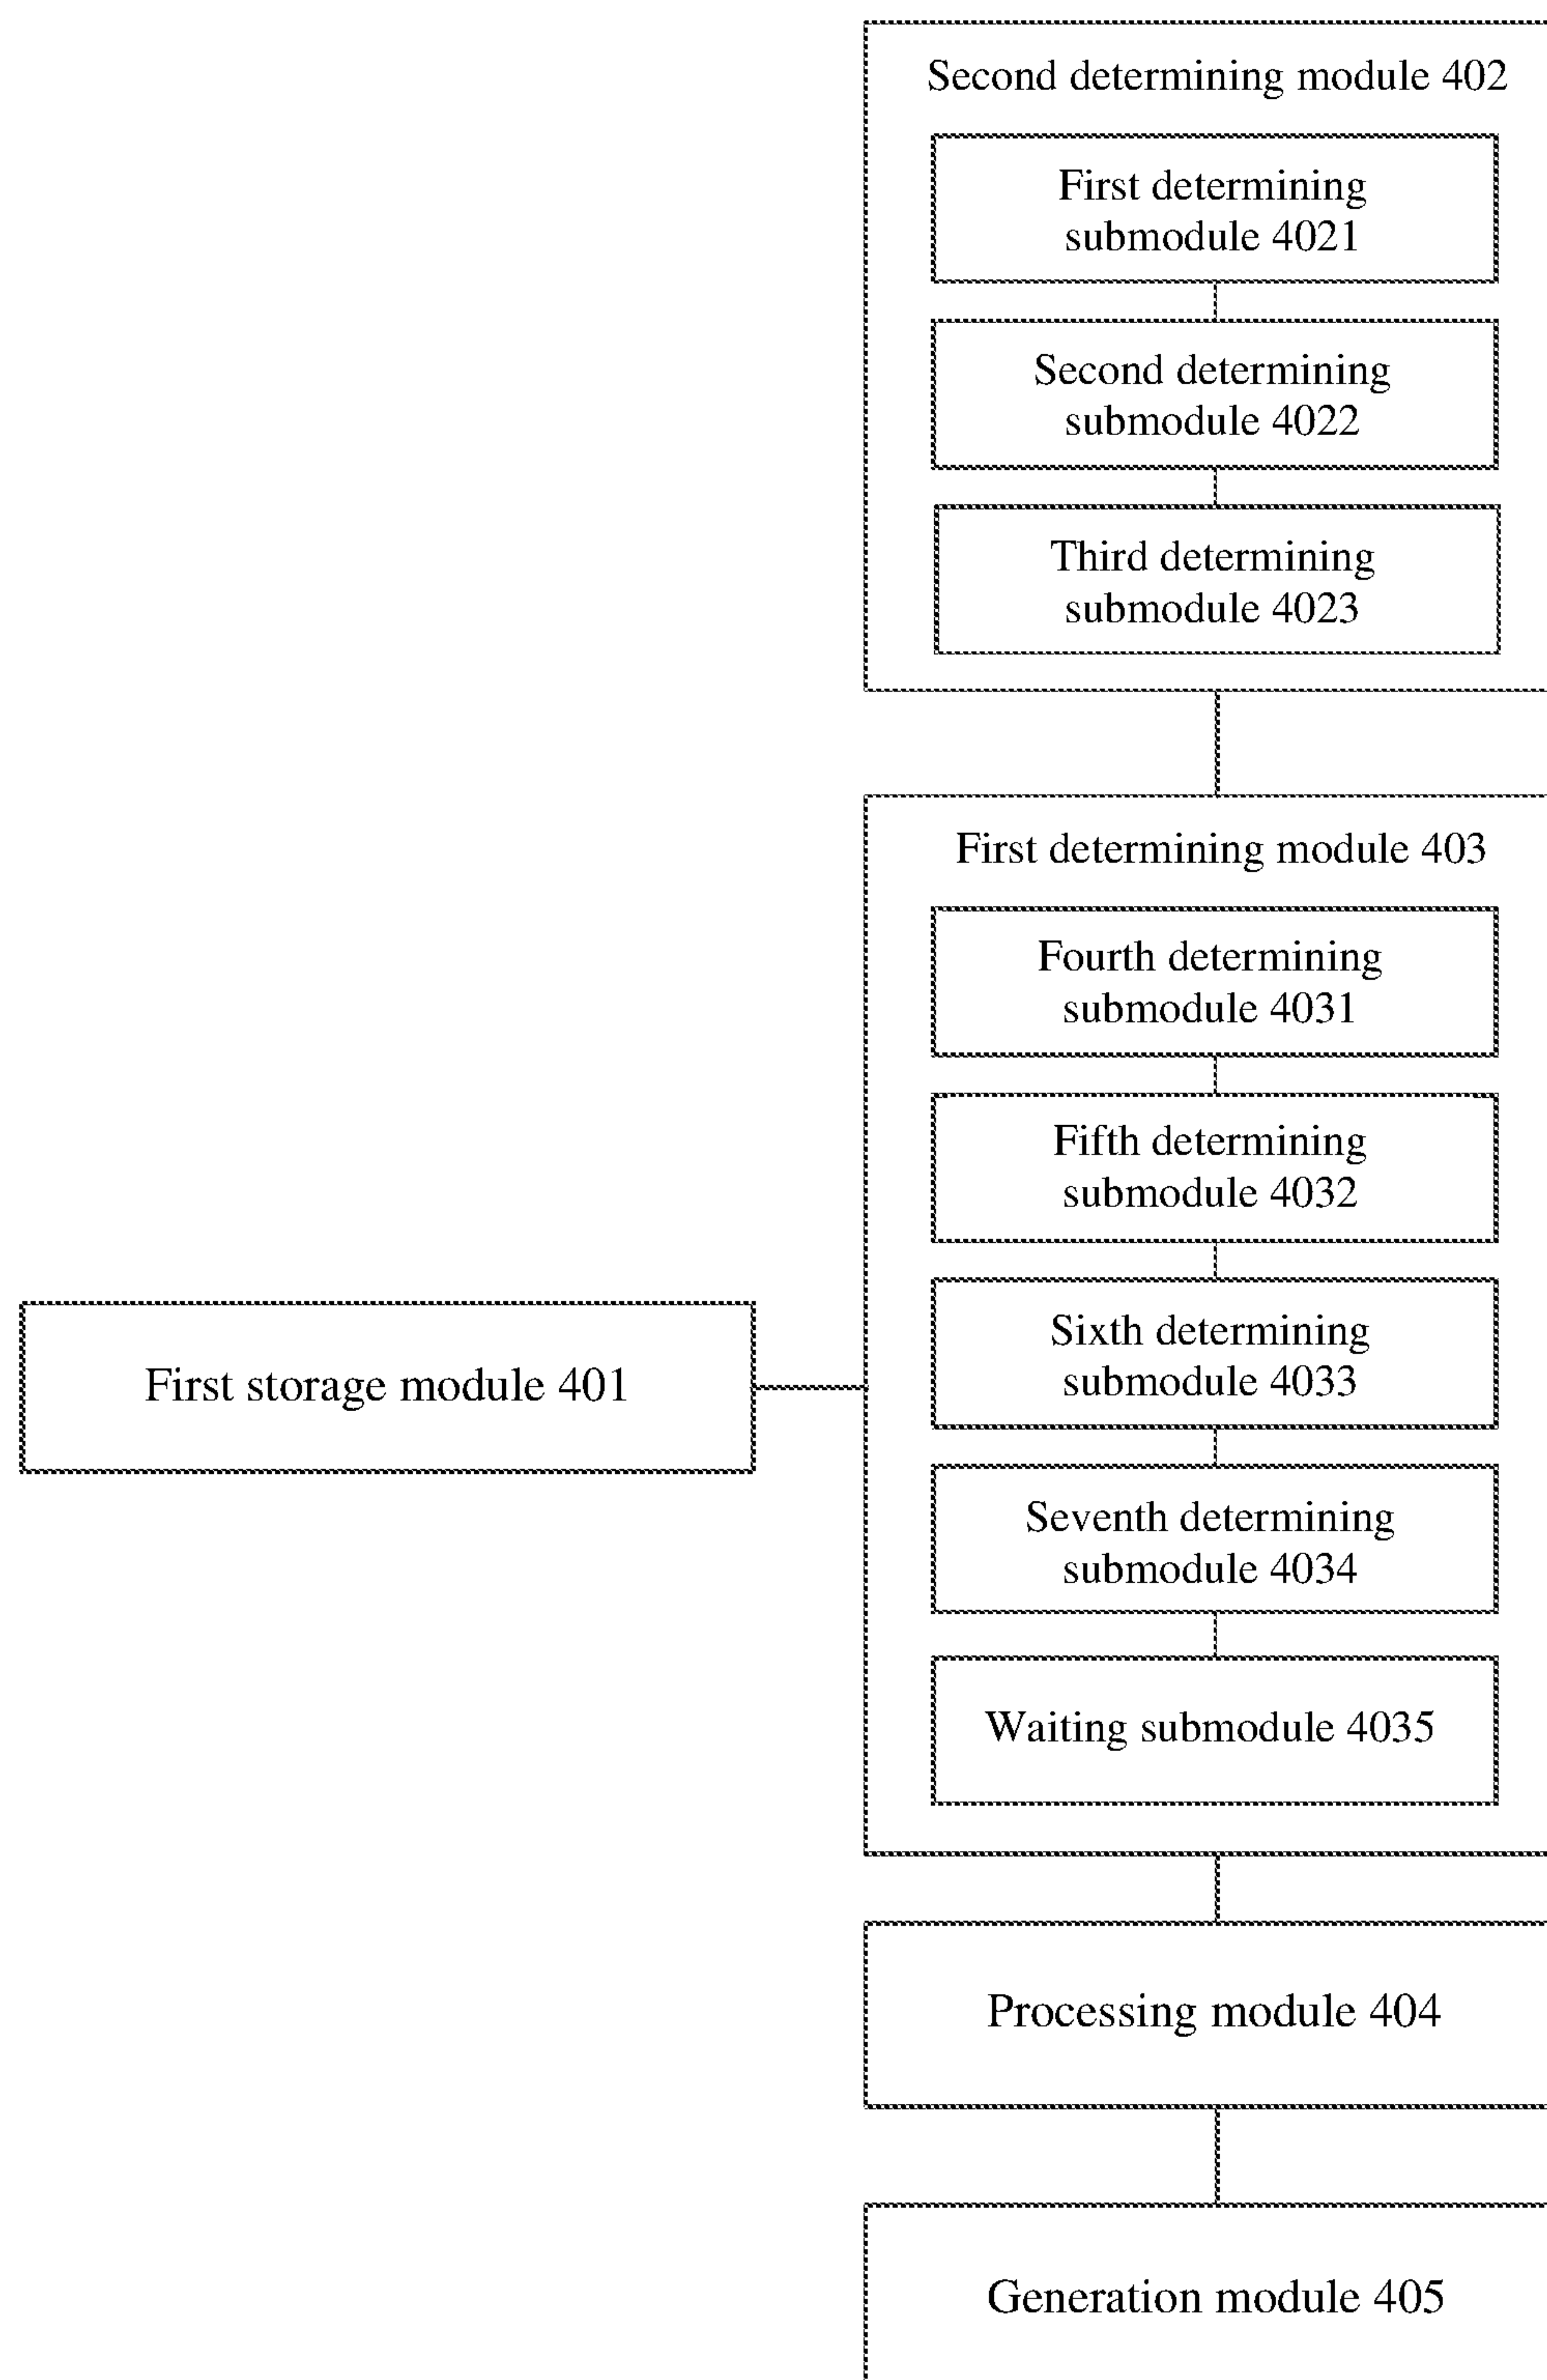 Second determining module 402
First determining
submodule 4021
Second determining
submodule 4022
Third determining
submodule 4023
First determining module 403
Fourth determining
submodule 4031
Fifth determining
submodule 4032
Sixth determining
submodule 4033
First storage module 401
Seventh determining
submodule 4034
Waiting submodule 4035
Processing module 404
Generation module 405